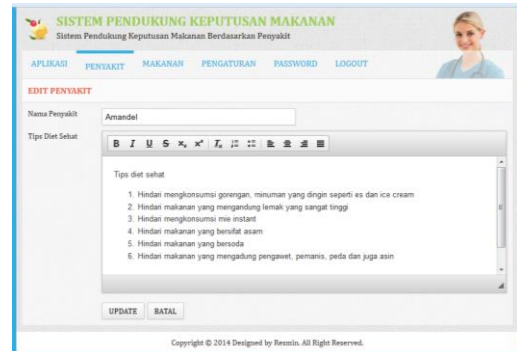 SISTEM PENDUKUNG KEPUTUSAN MAKANAN
Sistem Pendukung Keputusan Makanan Berdasarkan Penyakit
APLIKASI PENYAKIT MAKANAN PENGATURAN PASSWORD LOGOUT
EDIT PENYAKIT
Nama Penyakit Amandel
Tips Diet Sehat
B I U S x₂ x² Tx
Tips diet sehat
1. Hindari mengkonsumsi gorengan, minuman yang dingin seperti es dan ice cream
2. Hindari makanan yang mengandung lemak yang sangat tinggi
3. Hindari mengkonsumsi mie instant
4. Hindari makanan yang bersifat asam
5. Hindari makanan yang bersoda
6. Hindari makanan yang mengadung pengawet, pemanis, peda dan juga asin
UPDATE BATAL
Copyright © 2014 Designed by Resmin. All Right Reserved.